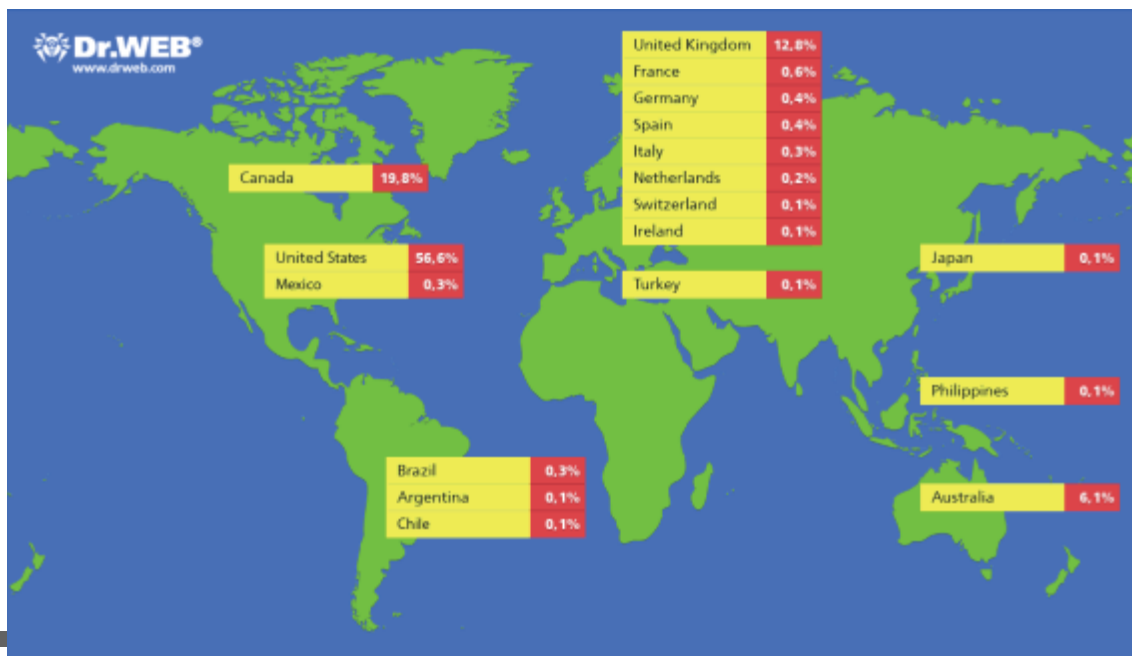 Dr.WEB®
www.drweb.com
United Kingdom 12,8%
France 0,6%
Germany 0,4%
Spain 0,4%
Italy 0,3%
Netherlands 0,2%
Switzerland 0,1%
Ireland 0,1%
Canada 19,8%
United States 56,6%
Mexico 0,3%
Turkey 0,1%
Japan 0,1%
Philippines 0,1%
Brazil 0,3%
Argentina 0,1%
Chile 0,1%
Australia 6,1%